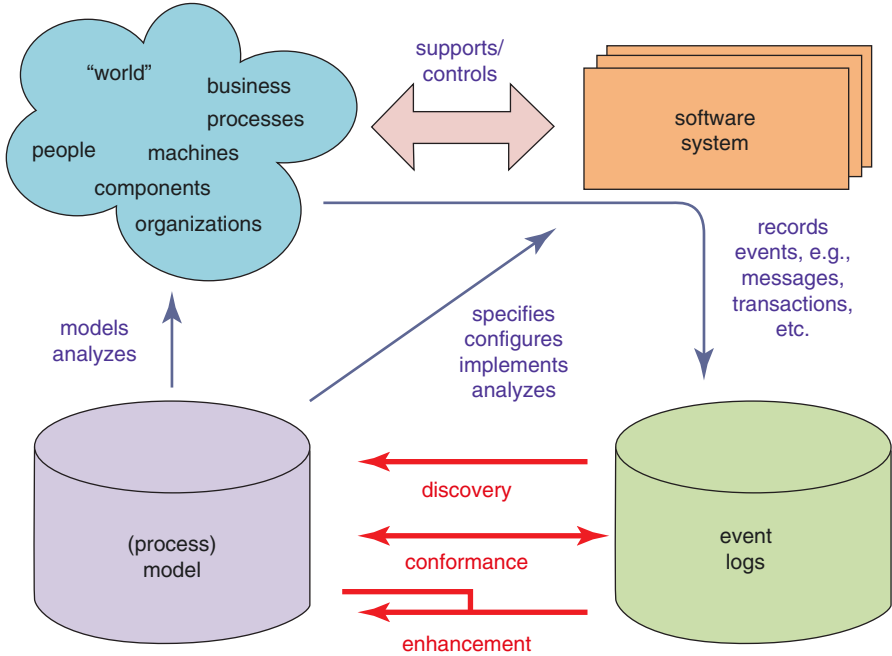 “world”
business
processes
people
machines
components
organizations
supports/
controls
software
system
records
events, e.g.,
messages,
transactions,
etc.
models
analyzes
specifies
configures
implements
analyzes
(process)
model
discovery
conformance
enhancement
event
logs